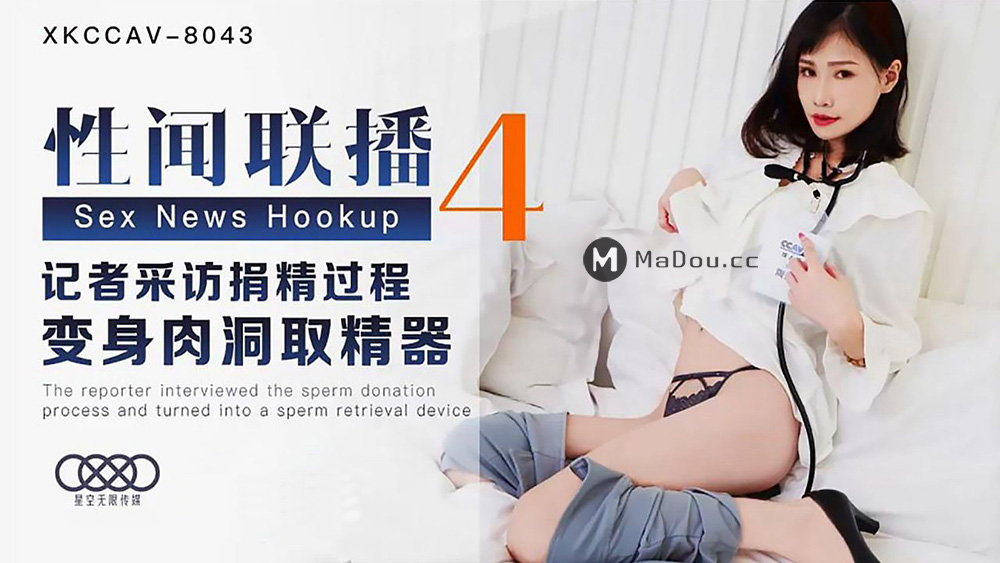 XKCCAV-8043
性闻联播4
Sex News Hookup
记者采访捐精过程
变身肉洞取精器
The reporter interviewed the sperm donation
process and turned into a sperm retrieval device
星空无限传媒
MaDou.cc
CCAV